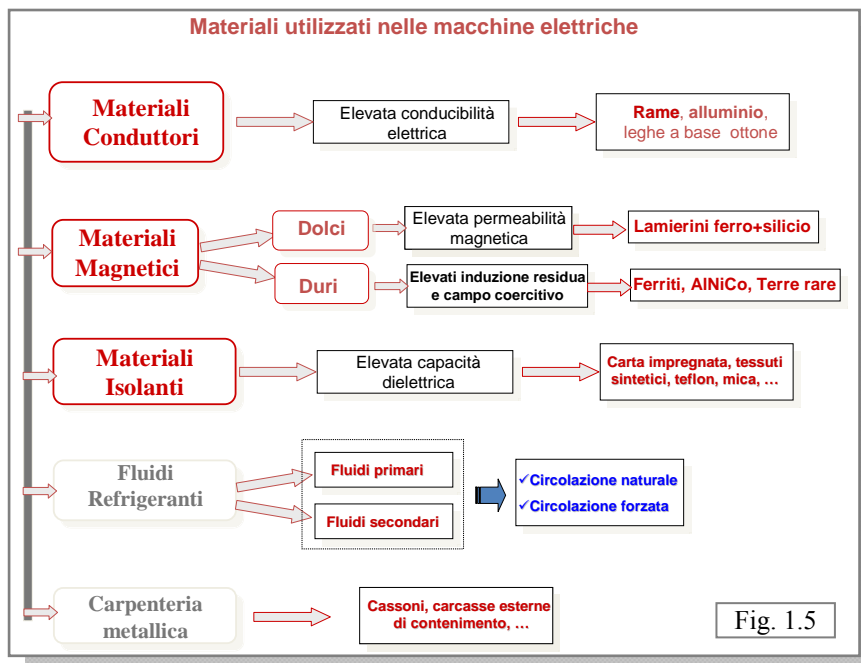 Materiali utilizzati nelle macchine elettriche
Materiali
Conduttori
Elevata conducibilità
elettrica
Rame, alluminio,
leghe a base ottone
Materiali
Magnetici
Dolci
Elevata permeabilità
magnetica
Lamierini ferro+silicio
Duri
Elevati induzione residua
e campo coercitivo
Ferriti, AlNiCo, Terre rare
Materiali
Isolanti
Elevata capacità
dielettrica
Carta impregnata, tessuti
sintetici, teflon, mica, …
Fluidi
Refrigeranti
Fluidi primari
Fluidi secondari
✓Circolazione naturale
✓Circolazione forzata
Carpenteria
metallica
Cassoni, carcasse esterne
di contenimento, …
Fig. 1.5